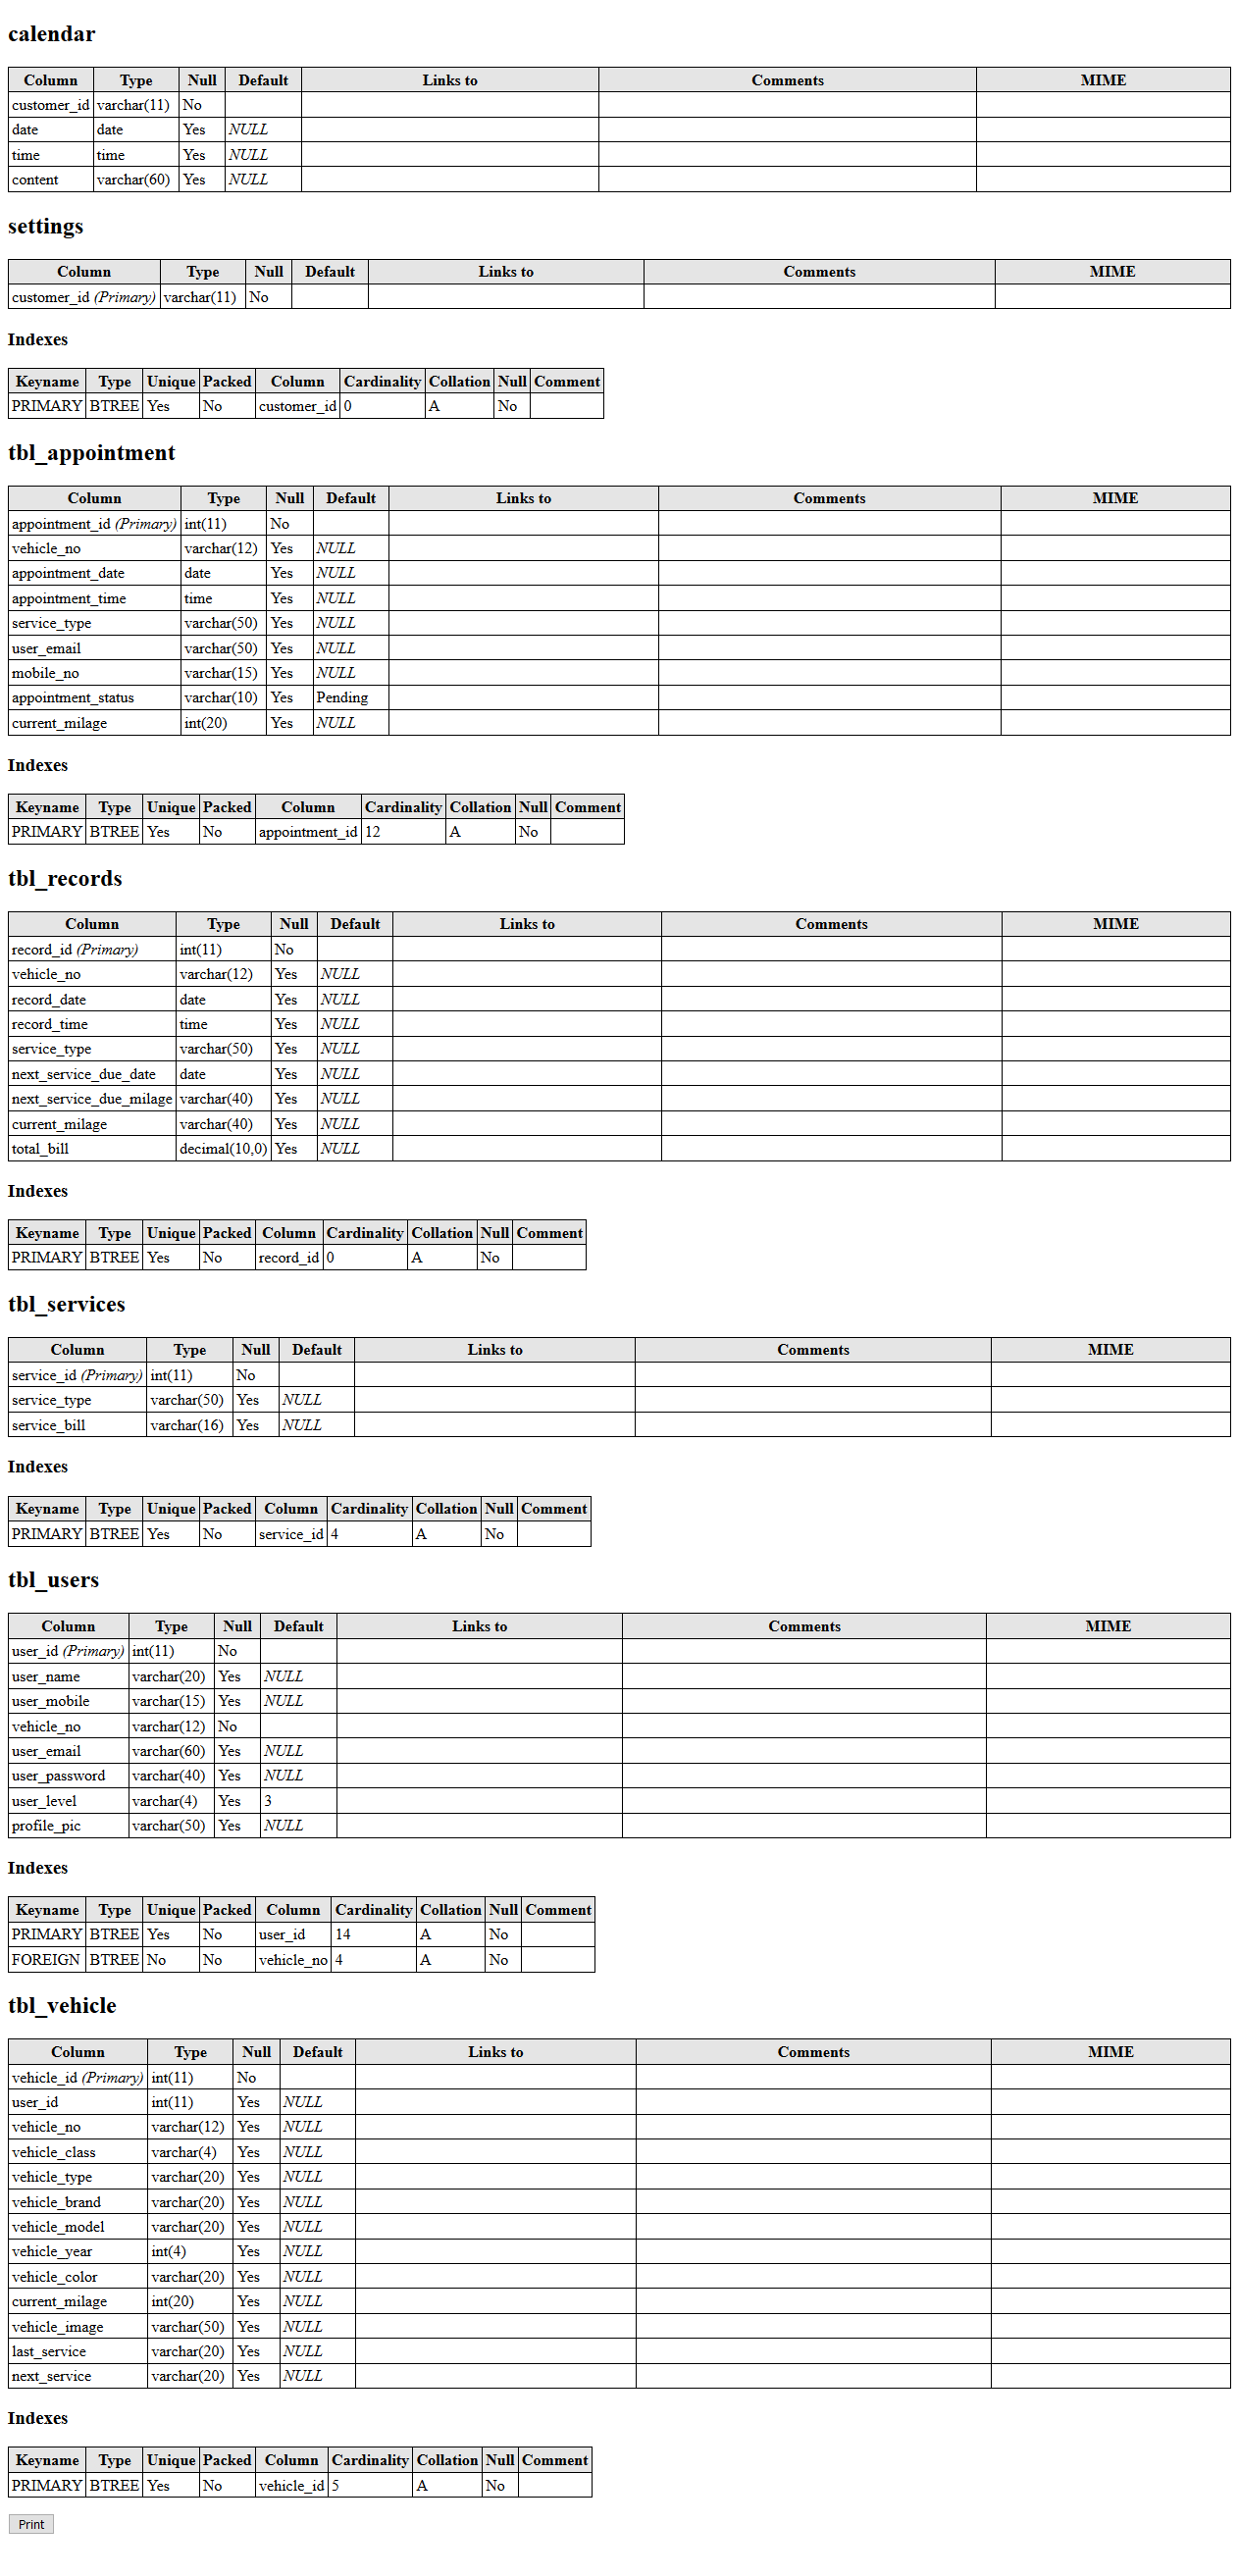 calendar
Column Type Null Default Links to Comments MIME
customer_id varchar(11) No
date date Yes NULL
time time Yes NULL
content varchar(60) Yes NULL
settings
Column Type Null Default Links to Comments MIME
customer_id (Primary) varchar(11) No
Indexes
Keyname Type Unique Packed Column Cardinality Collation Null Comment
PRIMARY BTREE Yes No customer_id 0 A No
tbl_appointment
Column Type Null Default Links to Comments MIME
appointment_id (Primary) int(11) No
vehicle_no varchar(12) Yes NULL
appointment_date date Yes NULL
appointment_time time Yes NULL
service_type varchar(50) Yes NULL
user_email varchar(50) Yes NULL
mobile_no varchar(15) Yes NULL
appointment_status varchar(10) Yes Pending
current_milage int(20) Yes NULL
Indexes
Keyname Type Unique Packed Column Cardinality Collation Null Comment
PRIMARY BTREE Yes No appointment_id 12 A No
tbl_records
Column Type Null Default Links to Comments MIME
record_id (Primary) int(11) No
vehicle_no varchar(12) Yes NULL
record_date date Yes NULL
record_time time Yes NULL
service_type varchar(50) Yes NULL
next_service_due_date date Yes NULL
next_service_due_milage varchar(40) Yes NULL
current_milage varchar(40) Yes NULL
total_bill decimal(10,0) Yes NULL
Indexes
Keyname Type Unique Packed Column Cardinality Collation Null Comment
PRIMARY BTREE Yes No record_id 0 A No
tbl_services
Column Type Null Default Links to Comments MIME
service_id (Primary) int(11) No
service_type varchar(50) Yes NULL
service_bill varchar(16) Yes NULL
Indexes
Keyname Type Unique Packed Column Cardinality Collation Null Comment
PRIMARY BTREE Yes No service_id 4 A No
tbl_users
Column Type Null Default Links to Comments MIME
user_id (Primary) int(11) No
user_name varchar(20) Yes NULL
user_mobile varchar(15) Yes NULL
vehicle_no varchar(12) No
user_email varchar(60) Yes NULL
user_password varchar(40) Yes NULL
user_level varchar(4) Yes 3
profile_pic varchar(50) Yes NULL
Indexes
Keyname Type Unique Packed Column Cardinality Collation Null Comment
PRIMARY BTREE Yes No user_id 14 A No
FOREIGN BTREE No No vehicle_no 4 A No
tbl_vehicle
Column Type Null Default Links to Comments MIME
vehicle_id (Primary) int(11) No
user_id int(11) Yes NULL
vehicle_no varchar(12) Yes NULL
vehicle_class varchar(4) Yes NULL
vehicle_type varchar(20) Yes NULL
vehicle_brand varchar(20) Yes NULL
vehicle_model varchar(20) Yes NULL
vehicle_year int(4) Yes NULL
vehicle_color varchar(20) Yes NULL
current_milage int(20) Yes NULL
vehicle_image varchar(50) Yes NULL
last_service varchar(20) Yes NULL
next_service varchar(20) Yes NULL
Indexes
Keyname Type Unique Packed Column Cardinality Collation Null Comment
PRIMARY BTREE Yes No vehicle_id 5 A No
Print